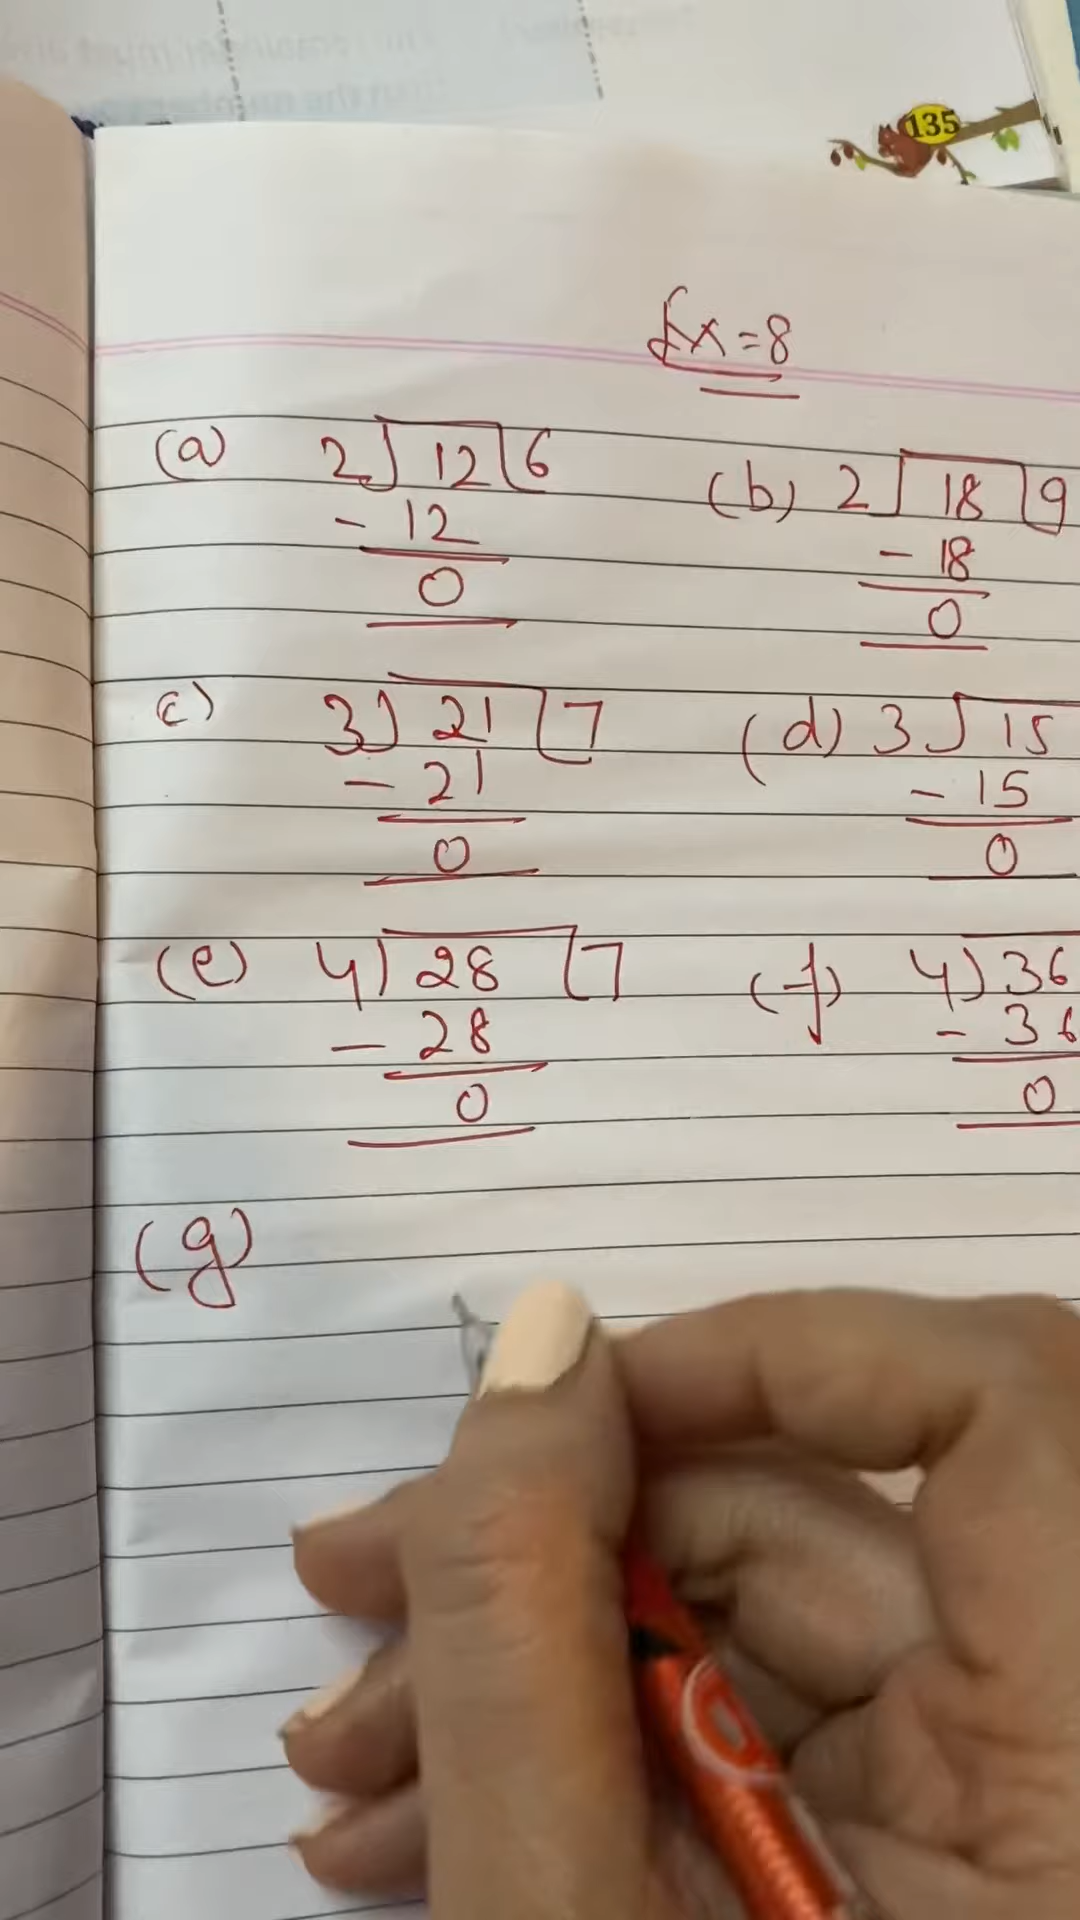 135
Ex = 8
(a) 2) 12 (6
- 12
0
(b) 2) 18 (9
- 18
0
c) 3) 21 (7
- 21
0
(d) 3) 15
- 15
0
(e) 4) 28 (7
- 28
0
(f) 4) 36
- 36
0
(g)